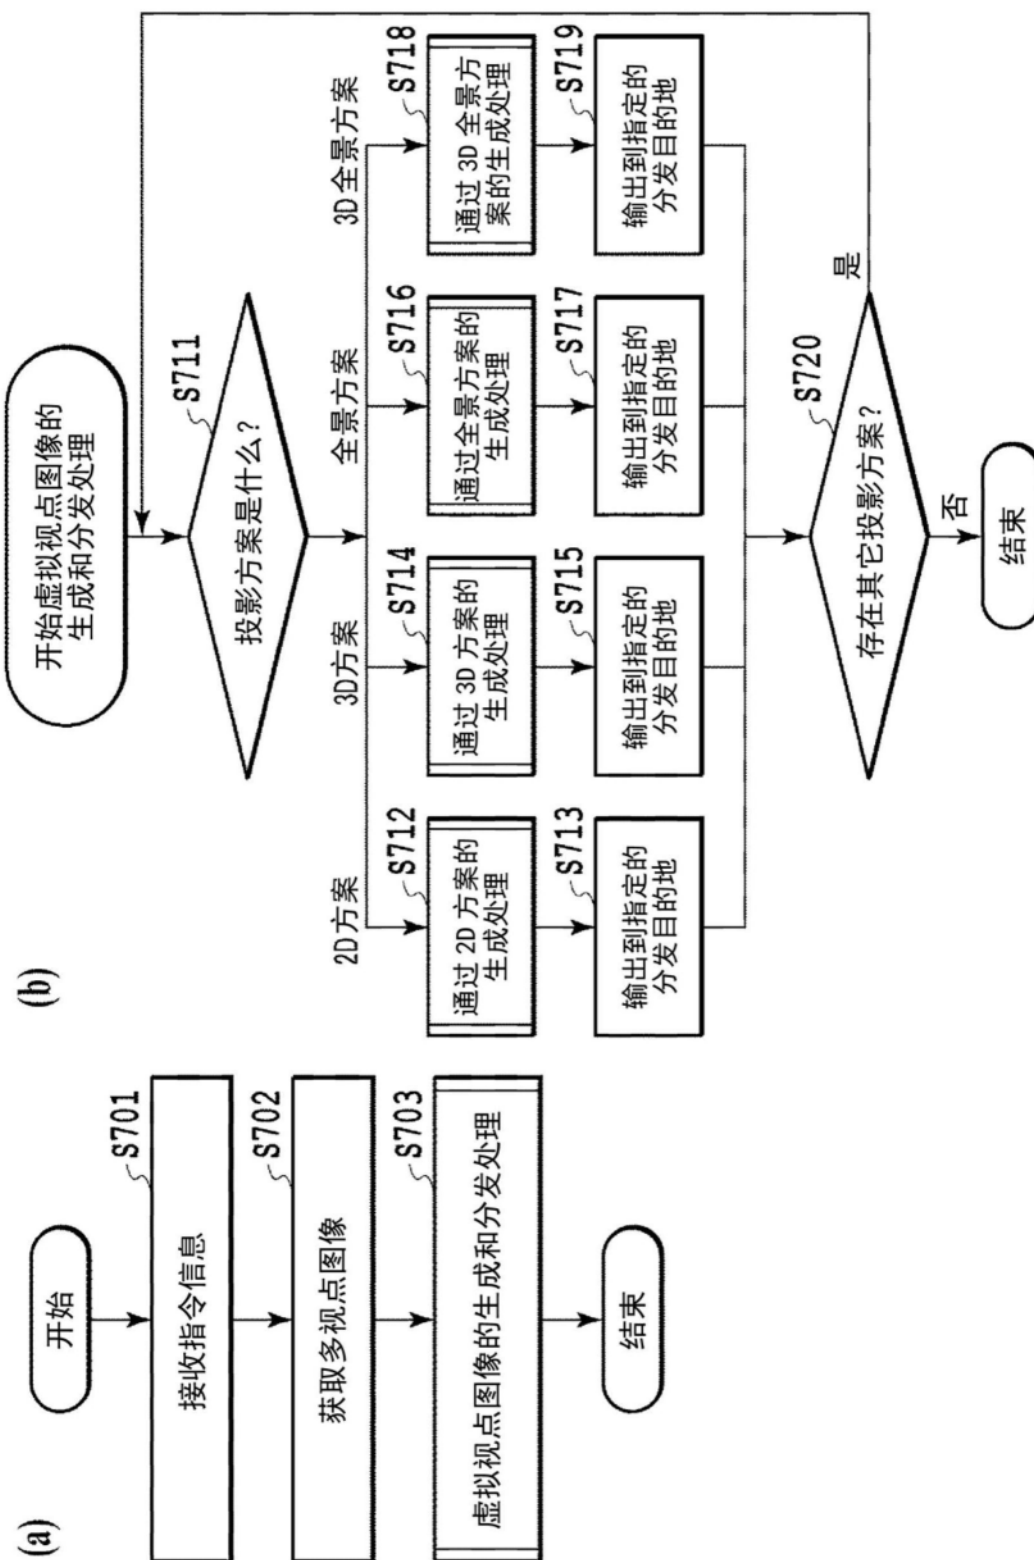 (a)
开始
S701
接收指令信息
S702
获取多视点图像
S703
虚拟视点图像的生成和分发处理
结束
(b)
开始虚拟视点图像的
生成和分发处理
S711
投影方案是什么?
2D方案
3D方案
全景方案
3D全景方案
S712
通过 2D 方案的
生成处理
S714
通过 3D 方案的
生成处理
S716
通过全景方案的
生成处理
S718
通过 3D 全景方
案的生成处理
S713
输出到指定的
分发目的地
S715
输出到指定的
分发目的地
S717
输出到指定的
分发目的地
S719
输出到指定的
分发目的地
S720
存在其它投影方案?
是
否
结束